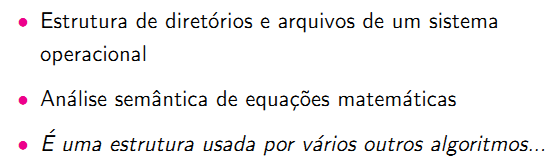 • Estrutura de diretórios e arquivos de um sistema
operacional
• Análise semântica de equações matemáticas
• É uma estrutura usada por vários outros algoritmos...